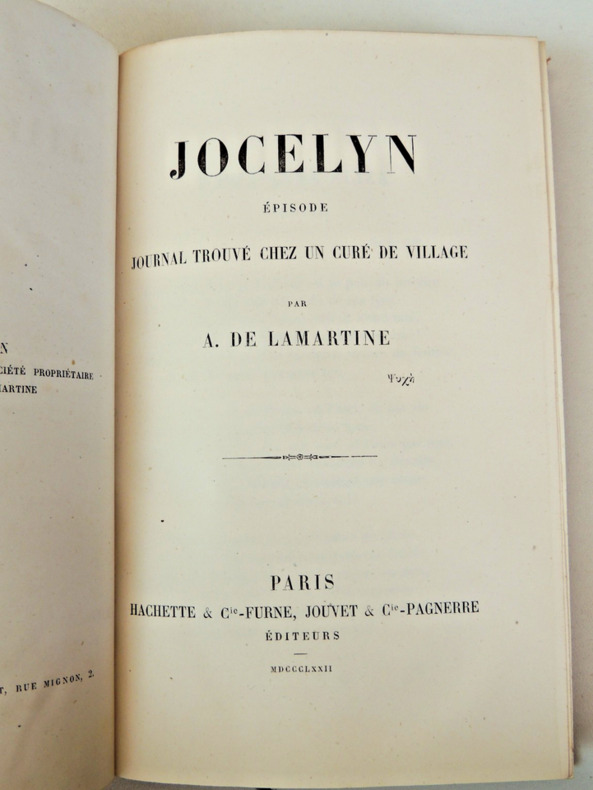 N
CIÉTÉ PROPRIÉTAIRE
MARTINE
T, RUE MIGNON, 2.
JOCELYN
ÉPISODE
JOURNAL TROUVÉ CHEZ UN CURÉ DE VILLAGE
PAR
A. DE LAMARTINE
Ψυχὴ
PARIS
HACHETTE & Cie-FURNE, JOUVET & Cie-PAGNERRE
ÉDITEURS
MDCCCLXXII